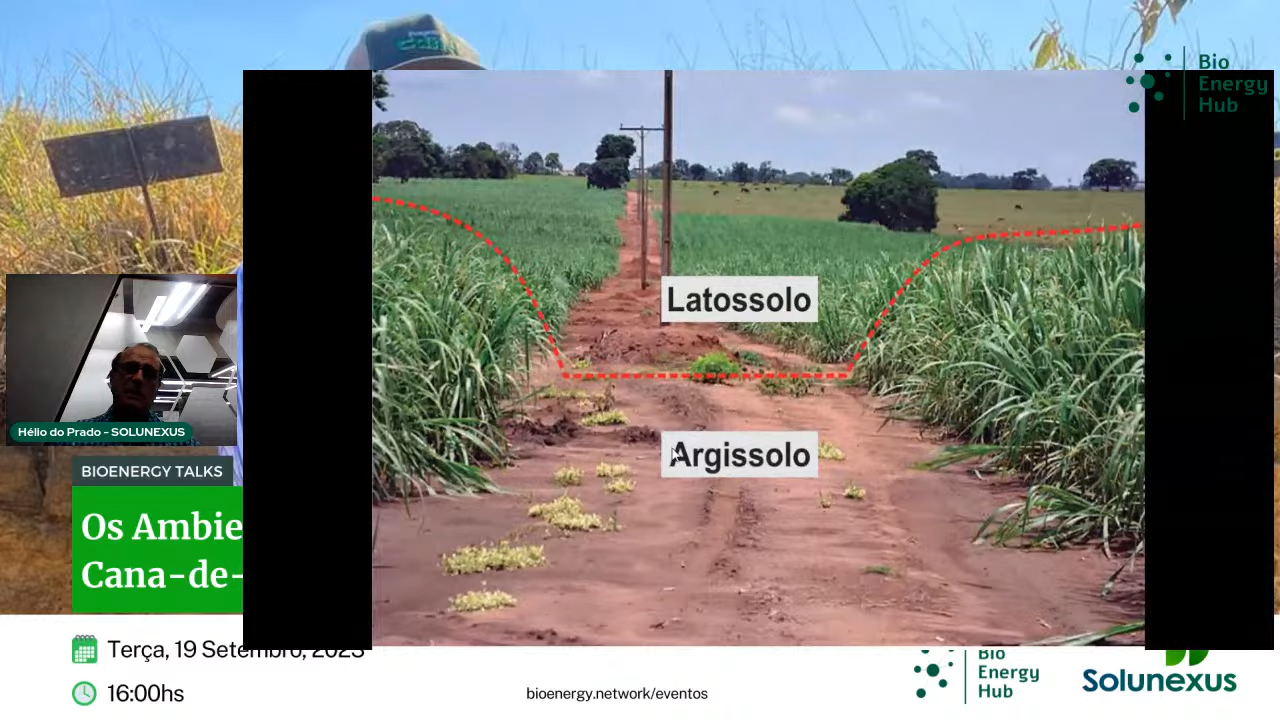 Bio
Energy
Hub
Latossolo
Argissolo
Hélio do Prado - SOLUNEXUS
BIOENERGY TALKS
Os Ambie
Cana-de-
Terça, 19 Setembro, 2023
16:00hs
bioenergy.network/eventos
Bio
Energy
Hub
Solunexus